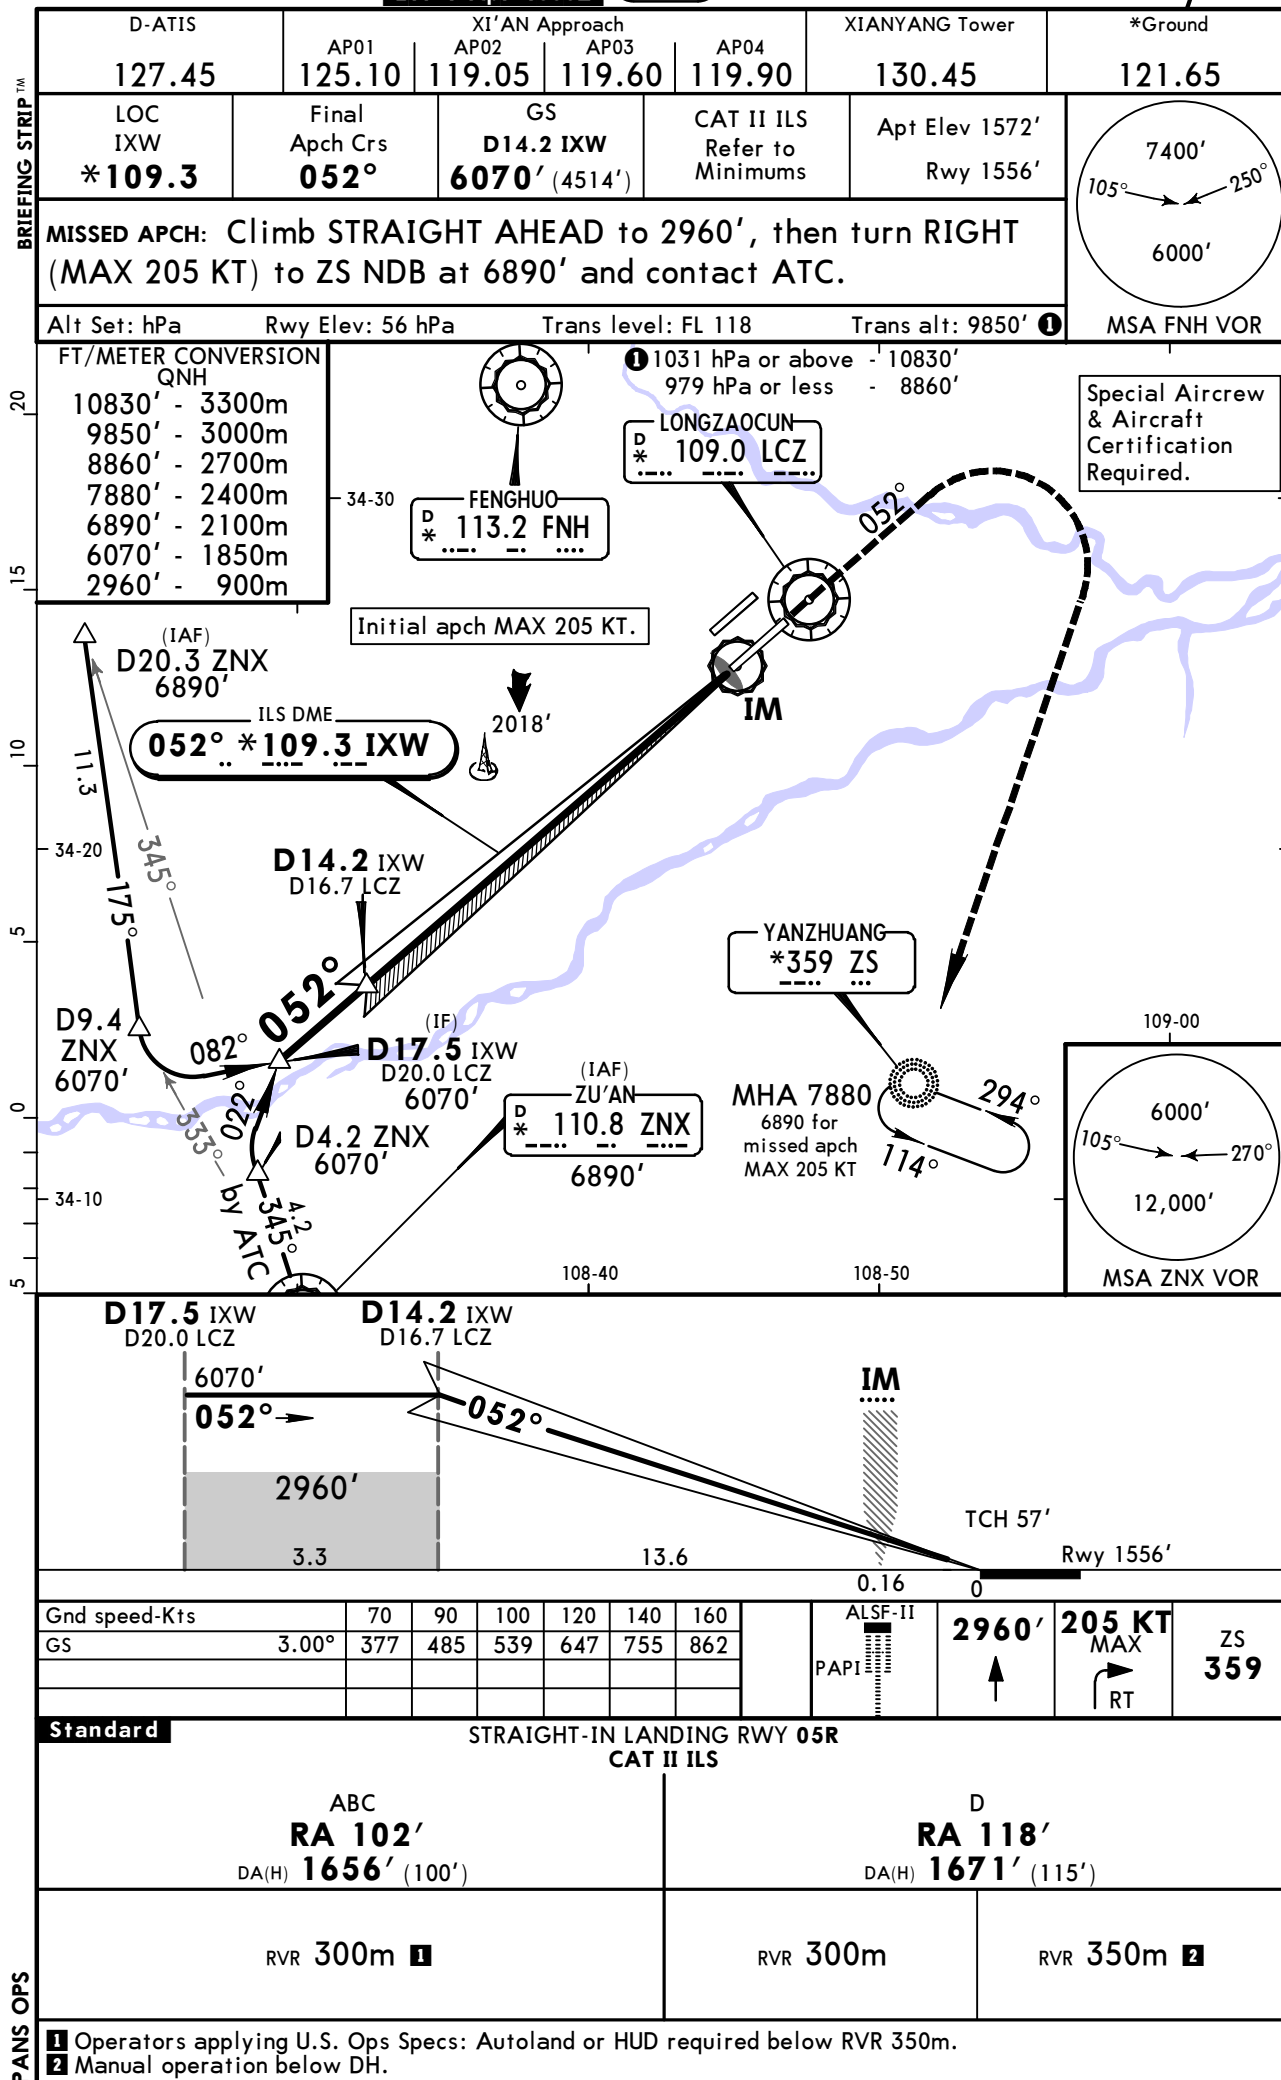 D-ATIS
127.45
XI'AN Approach
AP01 AP02 AP03 AP04
125.10 119.05 119.60 119.90
XIANYANG Tower
130.45
*Ground
121.65
BRIEFING STRIP TM
LOC
IXW
*109.3
Final
Apch Crs
052°
GS
D14.2 IXW
6070' (4514')
CAT II ILS
Refer to
Minimums
Apt Elev 1572'
Rwy 1556'
7400'
105°
250°
6000'
MSA FNH VOR
MISSED APCH: Climb STRAIGHT AHEAD to 2960', then turn RIGHT
(MAX 205 KT) to ZS NDB at 6890' and contact ATC.
Alt Set: hPa Rwy Elev: 56 hPa Trans level: FL 118 Trans alt: 9850' 1
FT/METER CONVERSION
QNH
10830' - 3300m
9850' - 3000m
8860' - 2700m
7880' - 2400m
6890' - 2100m
6070' - 1850m
2960' - 900m
1 1031 hPa or above - 10830'
979 hPa or less - 8860'
Special Aircrew
& Aircraft
Certification
Required.
LONGZAOCUN
D
* 109.0 LCZ
FENGHUO
D
* 113.2 FNH
34-30
052°
20
15
10
5
0
5
Initial apch MAX 205 KT.
(IAF)
D20.3 ZNX
6890'
ILS DME
052° *109.3 IXW
2018'
IM
11.3
345°
34-20
175°
D14.2 IXW
D16.7 LCZ
052°
YANZHUANG
*359 ZS
D9.4
ZNX
6070'
082°
(IF)
D17.5 IXW
D20.0 LCZ
6070'
022°
333°
by ATC
D4.2 ZNX
6070'
4.2
345°
(IAF)
ZU'AN
D
* 110.8 ZNX
6890'
MHA 7880
6890 for
missed apch
MAX 205 KT
294°
114°
109-00
6000'
105°
270°
12,000'
MSA ZNX VOR
34-10
108-40
108-50
D17.5 IXW
D20.0 LCZ
D14.2 IXW
D16.7 LCZ
6070'
052°
052°
IM
2960'
TCH 57'
Rwy 1556'
3.3
13.6
0.16
0
Gnd speed-Kts 70 90 100 120 140 160
GS 3.00° 377 485 539 647 755 862
ALSF-II
PAPI
2960'
205 KT
MAX
RT
ZS
359
Standard
STRAIGHT-IN LANDING RWY 05R
CAT II ILS
ABC
RA 102'
DA(H) 1656' (100')
D
RA 118'
DA(H) 1671' (115')
RVR 300m 1
RVR 300m
RVR 350m 2
PANS OPS
1 Operators applying U.S. Ops Specs: Autoland or HUD required below RVR 350m.
2 Manual operation below DH.